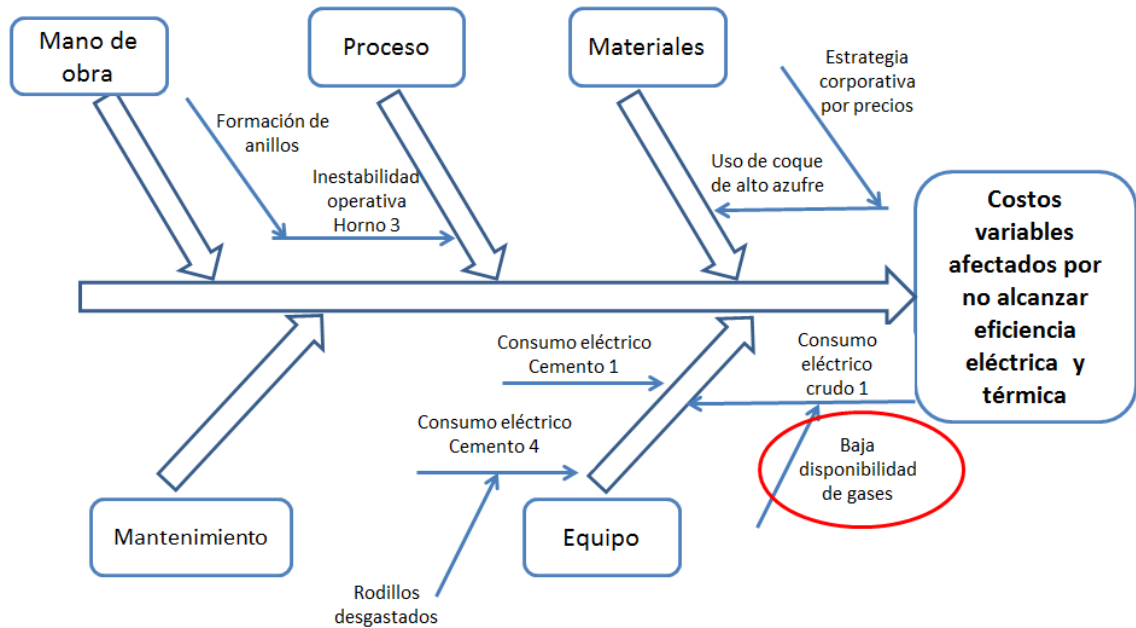 Mano de
obra
Proceso
Materiales
Estrategia
corporativa
por precios
Formación de
anillos
Inestabilidad
operativa
Horno 3
Uso de coque
de alto azufre
Costos
variables
afectados por
no alcanzar
eficiencia
eléctrica y
térmica
Consumo eléctrico
Cemento 1
Consumo
eléctrico
crudo 1
Consumo eléctrico
Cemento 4
Baja
disponibilidad
de gases
Mantenimiento
Equipo
Rodillos
desgastados